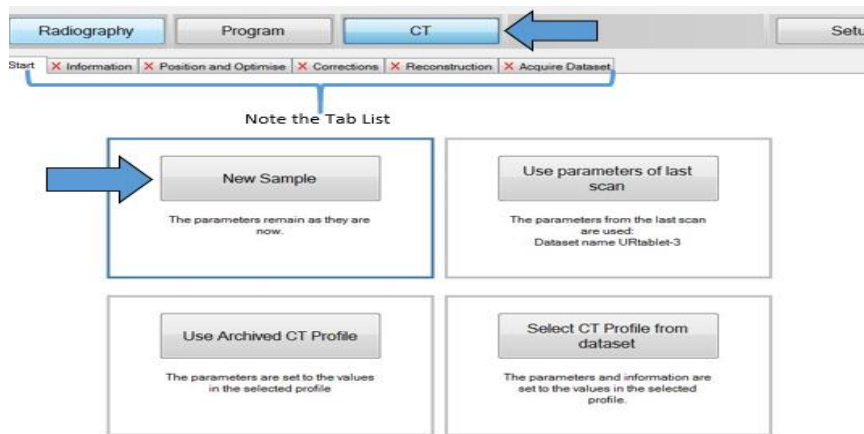 Radiography Program CT Setu
Start X Information X Position and Optimise X Corrections X Reconstruction X Acquire Dataset
Note the Tab List
New Sample
The parameters remain as they are
now.
Use parameters of last
scan
The parameters from the last scan
are used:
Dataset name URtablet-3
Use Archived CT Profile
The parameters are set to the values
in the selected profile
Select CT Profile from
dataset
The parameters and information are
set to the values in the selected
profile.